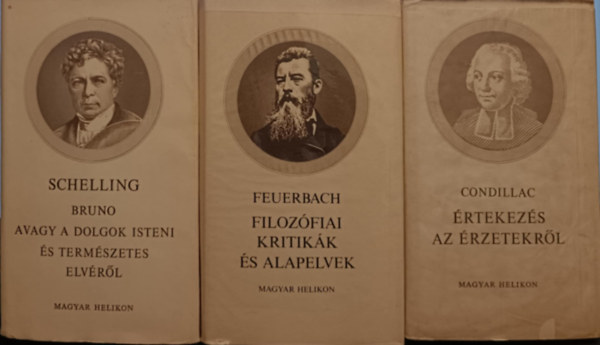 SCHELLING
BRUNO
AVAGY A DOLGOK ISTENI
ÉS TERMÉSZETES
ELVÉRŐL
MAGYAR HELIKON
FEUERBACH
FILOZÓFIAI
KRITIKÁK
ÉS ALAPELVEK
MAGYAR HELIKON
CONDILLAC
ÉRTEKEZÉS
AZ ÉRZETEKRŐL
MAGYAR HELIKON